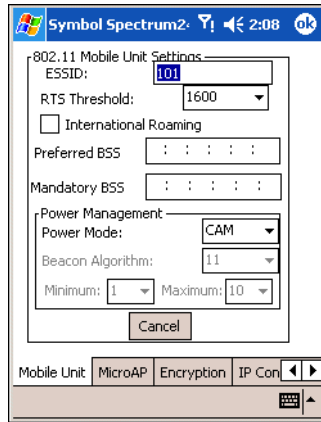 Symbol Spectrum24 2:08 ok
802.11 Mobile Unit Settings
ESSID: 101
RTS Threshold: 1600
International Roaming
Preferred BSS : : : : :
Mandatory BSS : : : : :
Power Management
Power Mode: CAM
Beacon Algorithm: 11
Minimum: 1 Maximum: 10
Cancel
Mobile Unit MicroAP Encryption IP Con